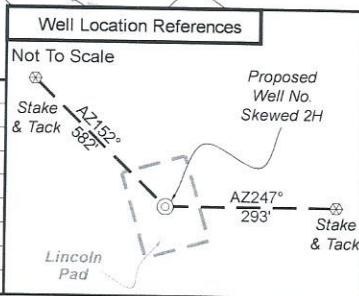 Well Location References
Not To Scale
Stake
& Tack
AZ152°
582'
Proposed
Well No.
Skewed 2H
AZ247°
293'
Stake
& Tack
Lincoln
Pad